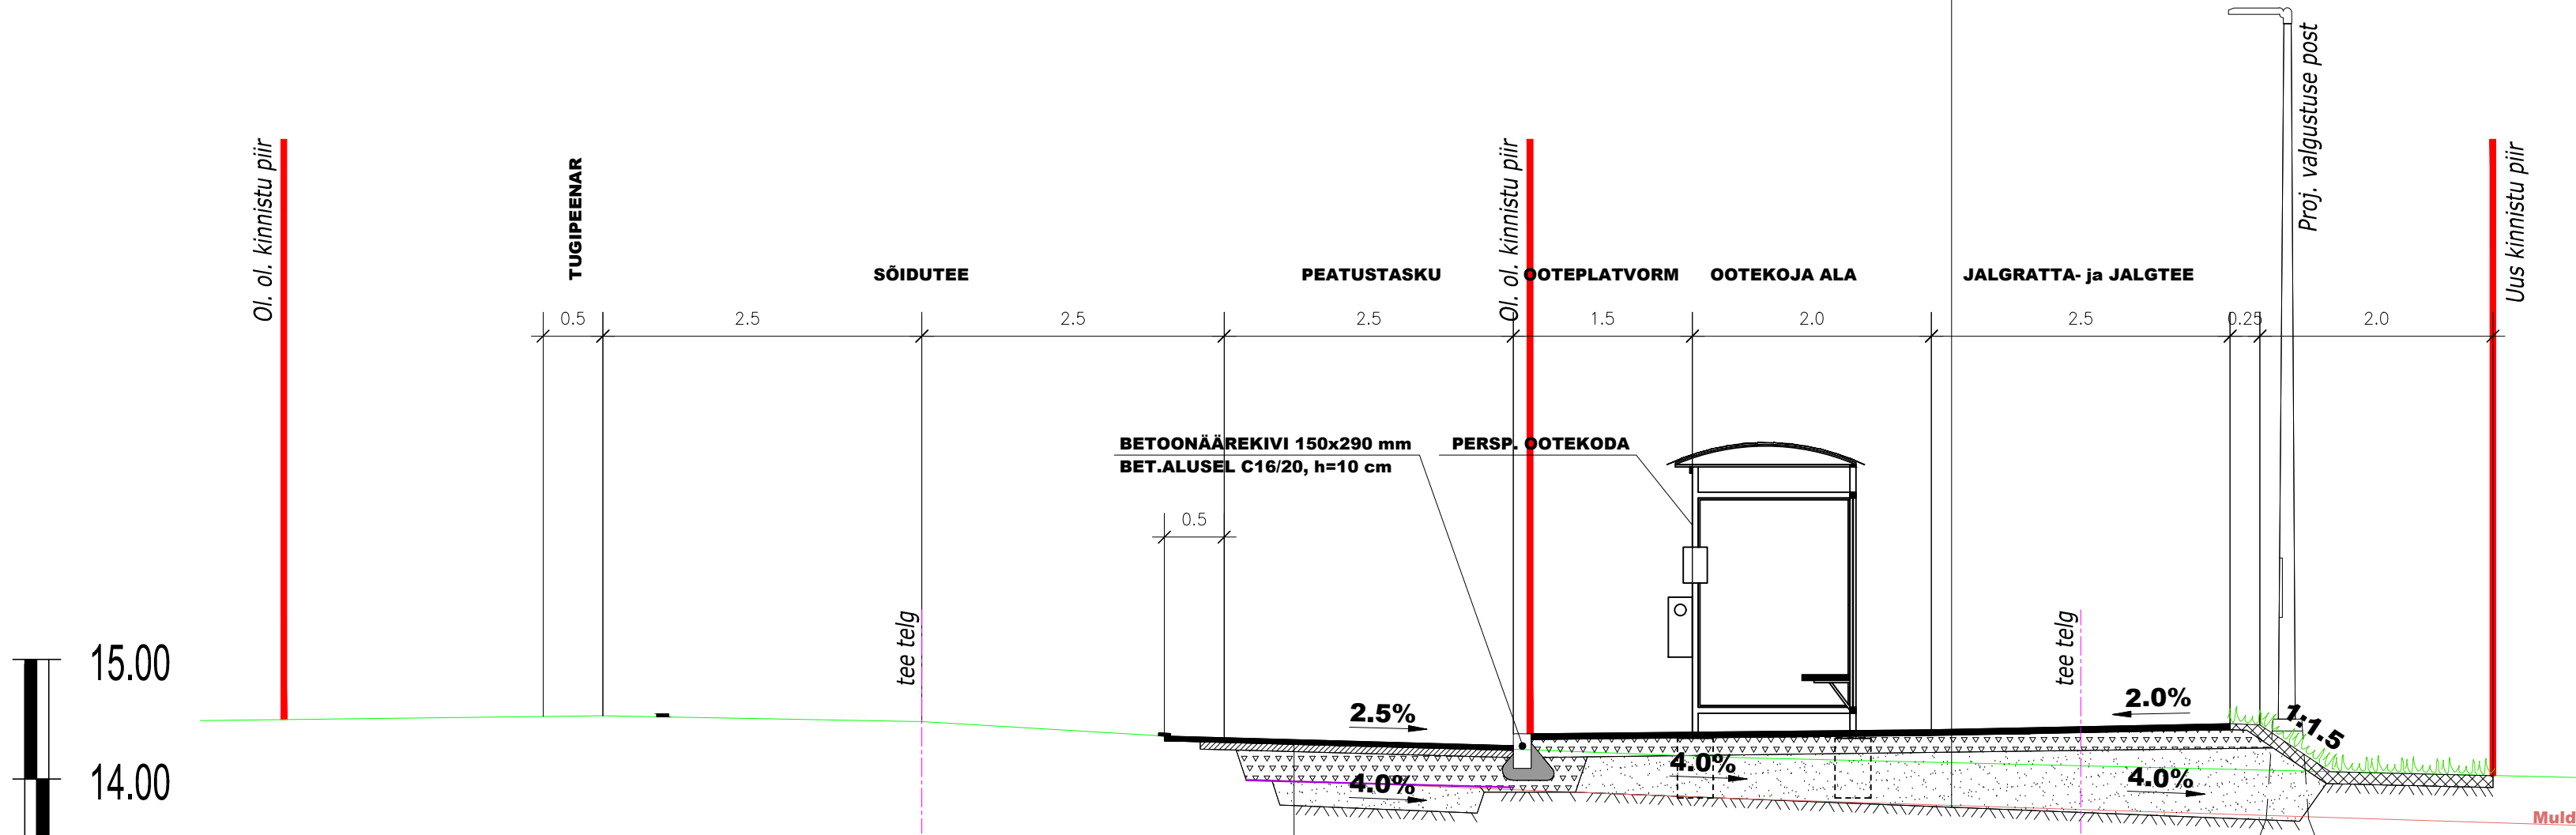 Ol. ol. kinnistu piir
TUGIPEENAR
SÕIDUTEE
PEATUSTASKU
Ol. ol. kinnistu piir
OOTEPLATVORM
OOTEKOJA ALA
JALGRATTA- ja JALGTEE
Proj. valgustuse post
Uus kinnistu piir
0.5
2.5
2.5
2.5
1.5
2.0
2.5
0.25
2.0
BETOONÄÄREKIVI 150x290 mm
BET.ALUSEL C16/20, h=10 cm
PERSP. OOTEKODA
0.5
tee telg
tee telg
15.00
2.5%
2.0%
1:1.5
14.00
4.0%
4.0%
4.0%
Muld